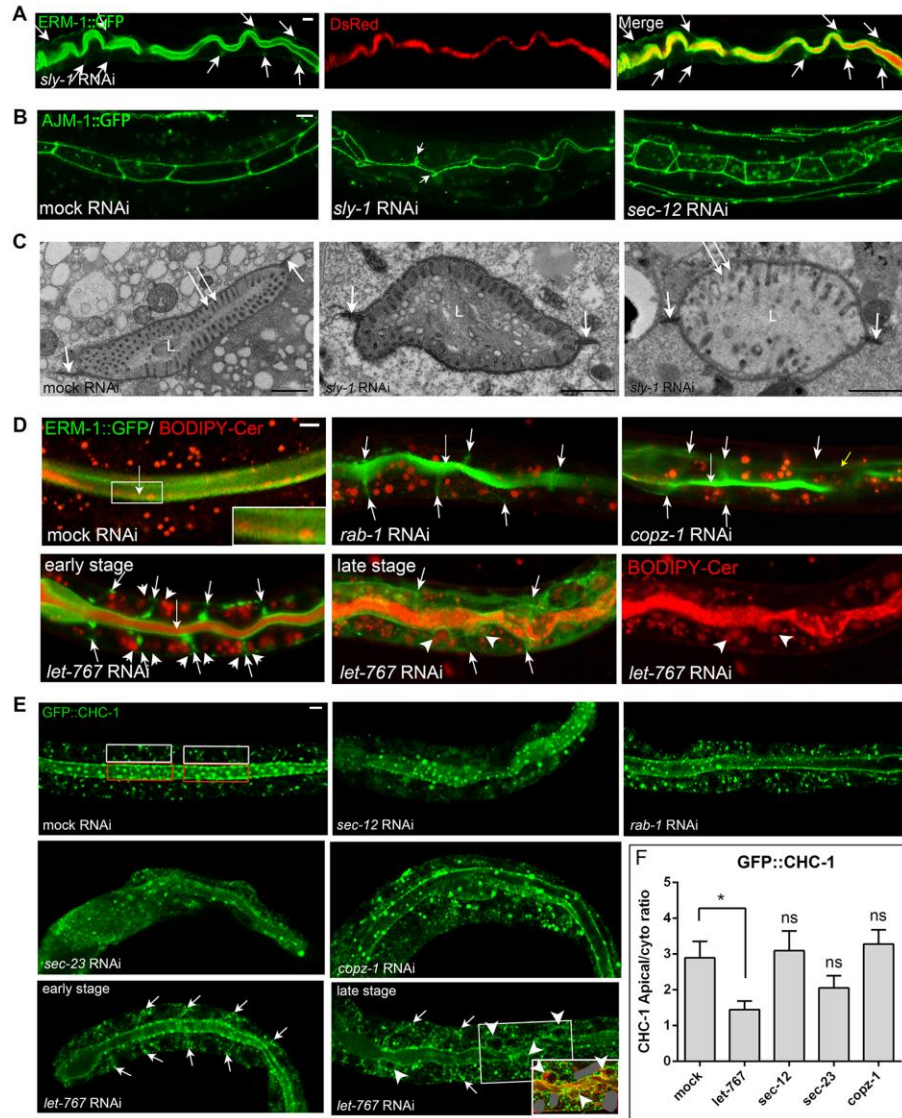 A
ERM-1::GFP
sly-1 RNAi
DsRed
Merge
B
AJM-1::GFP
mock RNAi
sly-1 RNAi
sec-12 RNAi
C
L
mock RNAi
L
sly-1 RNAi
L
sly-1 RNAi
D
ERM-1::GFP/ BODIPY-Cer
mock RNAi
rab-1 RNAi
copz-1 RNAi
early stage
let-767 RNAi
late stage
let-767 RNAi
BODIPY-Cer
let-767 RNAi
E
GFP::CHC-1
mock RNAi
sec-12 RNAi
rab-1 RNAi
sec-23 RNAi
copz-1 RNAi
early stage
let-767 RNAi
late stage
let-767 RNAi
F
GFP::CHC-1
CHC-1 Apical/cyto ratio
5
4
3
2
1
0
*
ns
ns
ns
mock
let-767
sec-12
sec-23
copz-1